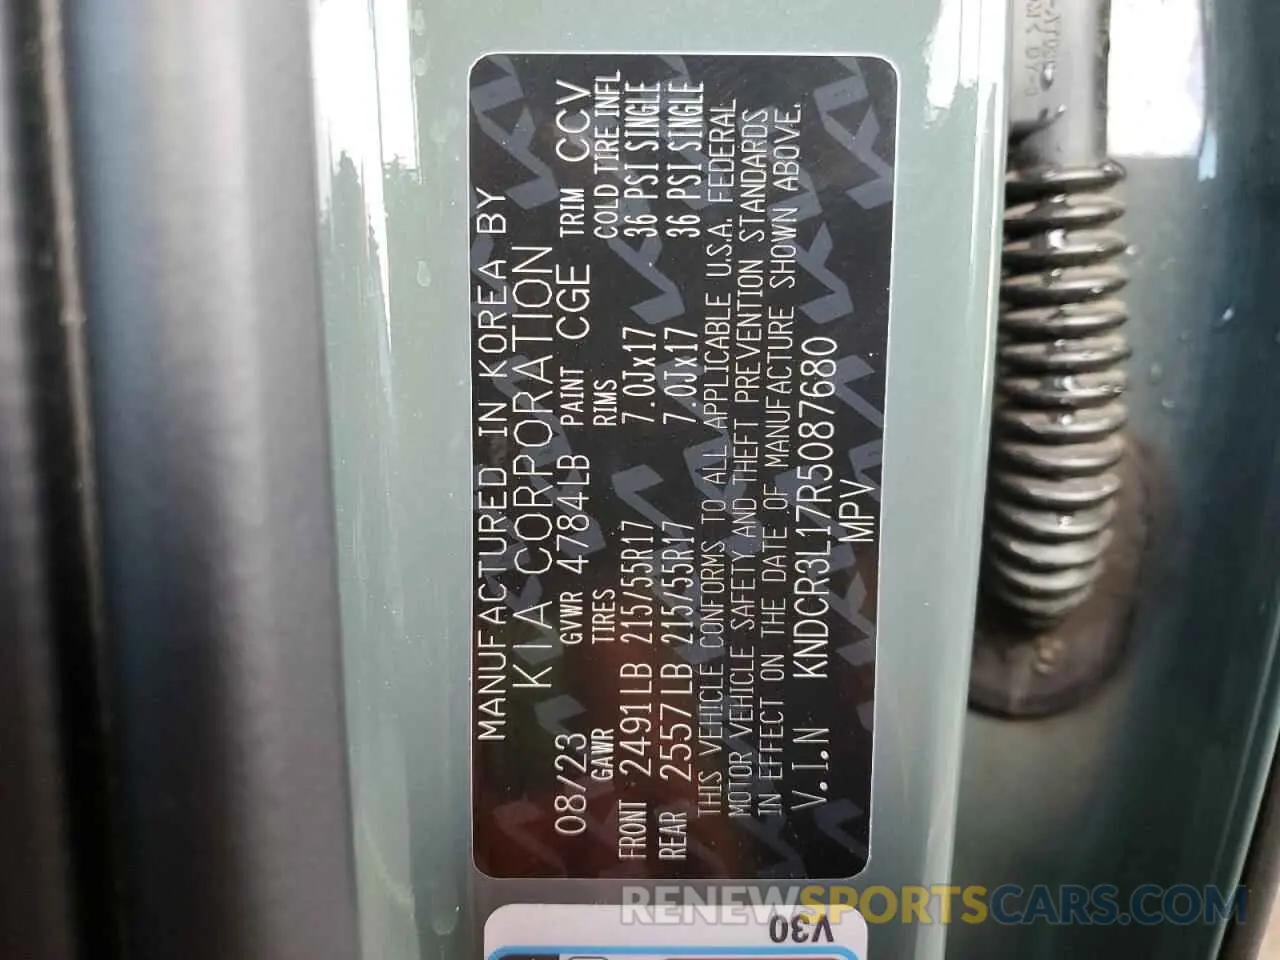 MANUFACTURED IN KOREA BY
KIA CORPORATION
08/23 GVWR 4784LB PAINT CGE TRIM CCV
GAWR TIRES RIMS COLD TIRE INFL
FRONT 2491LB 215/55R17 7.0Jx17 36 PSI SINGLE
REAR 2557LB 215/55R17 7.0Jx17 36 PSI SINGLE
THIS VEHICLE CONFORMS TO ALL APPLICABLE U.S.A. FEDERAL
MOTOR VEHICLE SAFETY AND THEFT PREVENTION STANDARDS
IN EFFECT ON THE DATE OF MANUFACTURE SHOWN ABOVE.
V.I.N KNDCR3L17R5087680
MPV
V30
RENEWSPORTSCARS.COM